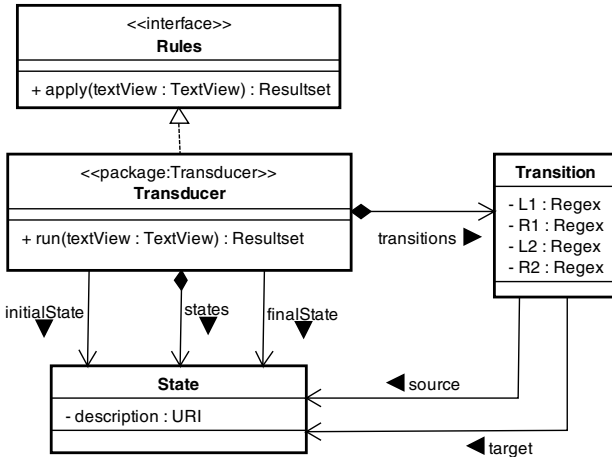 <<interface>>
Rules
+ apply(textView : TextView) : Resultset
<<package:Transducer>>
Transducer
+ run(textView : TextView) : Resultset
Transition
- L1 : Regex
- R1 : Regex
- L2 : Regex
- R2 : Regex
transitions
initialState
states
finalState
State
- description : URI
source
target